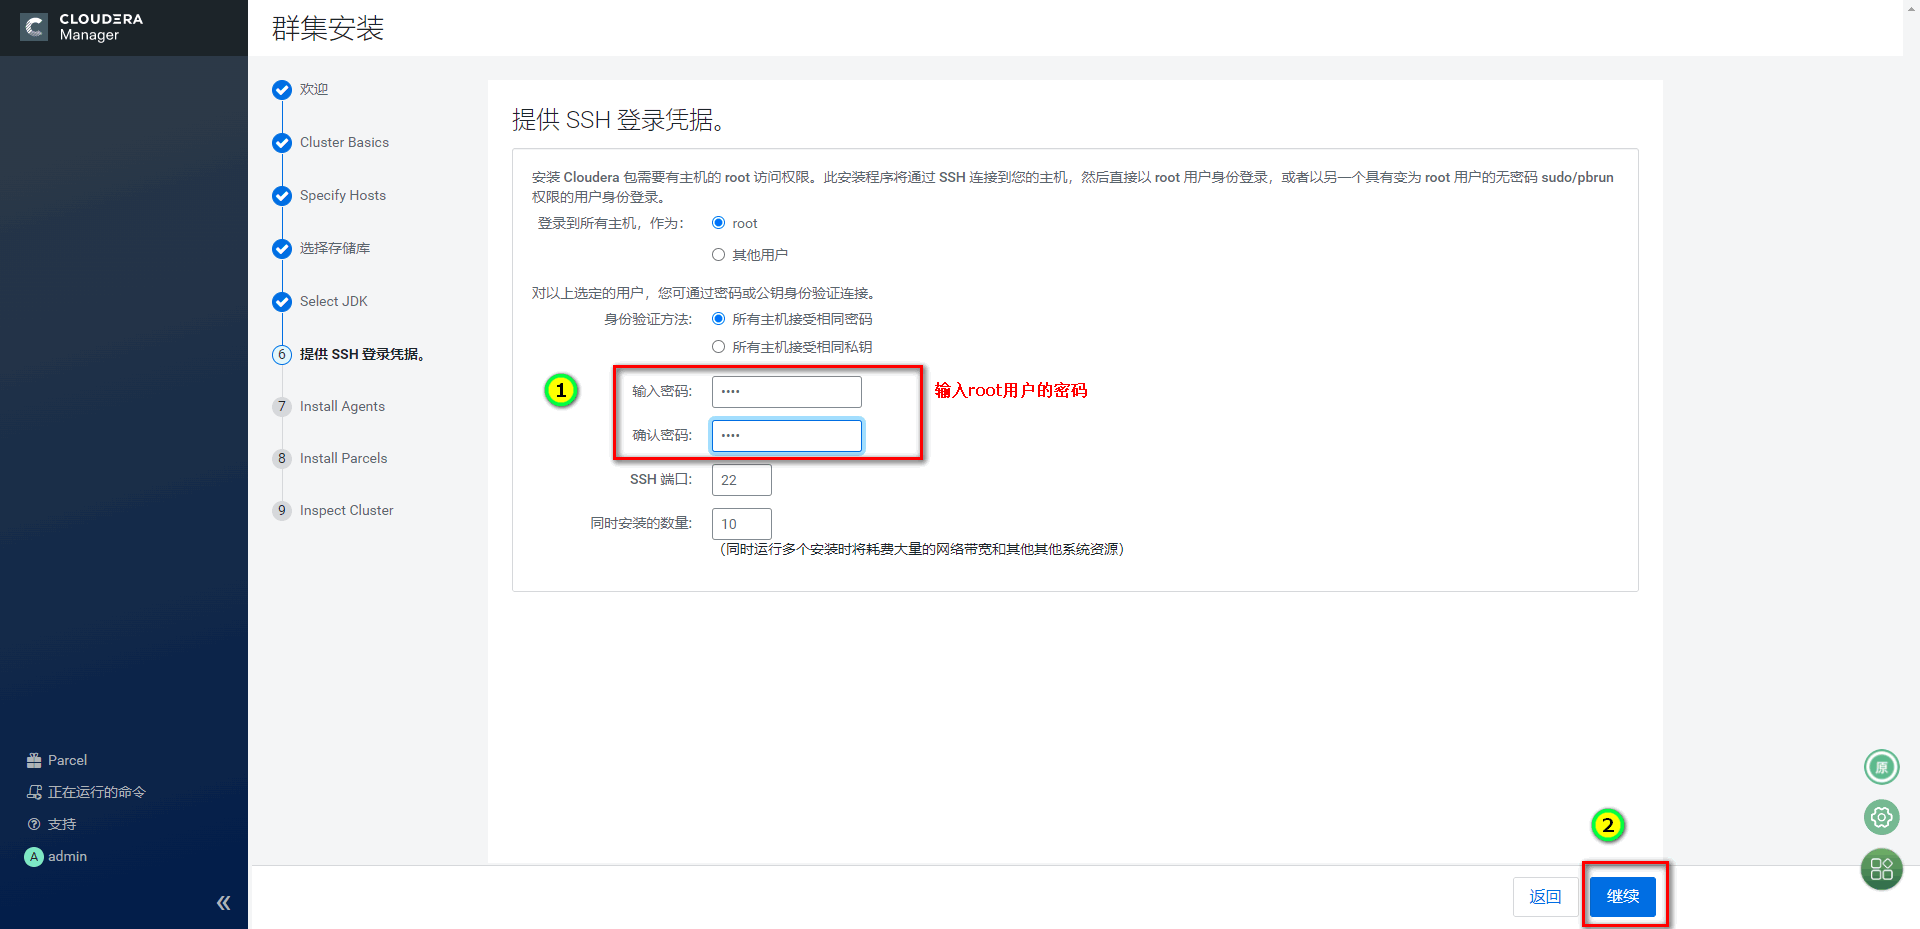 CLOUDERA
Manager
群集安装
欢迎
Cluster Basics
Specify Hosts
选择存储库
Select JDK
6 提供 SSH 登录凭据。
7 Install Agents
8 Install Parcels
9 Inspect Cluster
提供 SSH 登录凭据。
安装 Cloudera 包需要有主机的 root 访问权限。此安装程序将通过 SSH 连接到您的主机，然后直接以 root 用户身份登录，或者以另一个具有变为 root 用户的无密码 sudo/pbrun
权限的用户身份登录。
登录到所有主机，作为： root
其他用户
对以上选定的用户，您可通过密码或公钥身份验证连接。
身份验证方法: 所有主机接受相同密码
所有主机接受相同私钥
1 输入密码: •••• 输入root用户的密码
确认密码: ••••
SSH 端口: 22
同时安装的数量: 10
（同时运行多个安装时将耗费大量的网络带宽和其他其他系统资源）
Parcel
正在运行的命令
支持
A admin
«
原
2
返回 继续